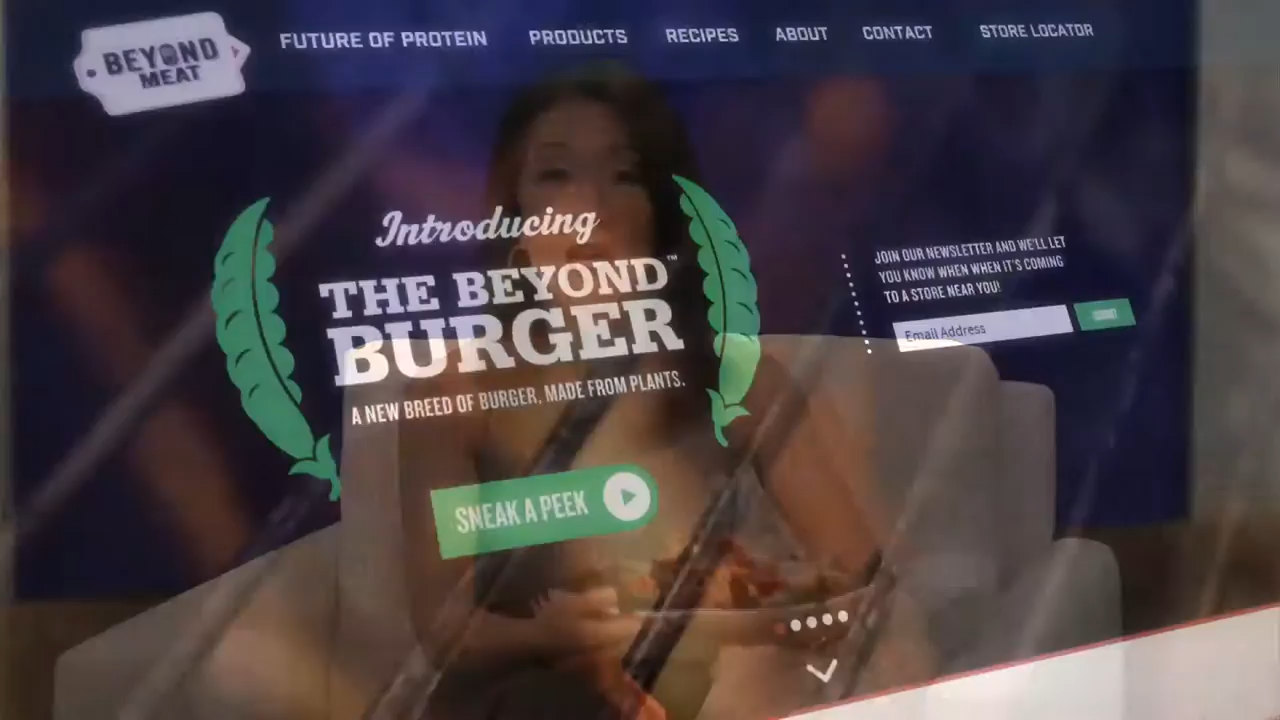 BEYOND
MEAT
FUTURE OF PROTEIN PRODUCTS RECIPES ABOUT CONTACT STORE LOCATOR
Introducing
THE BEYOND™
BURGER
A NEW BREED OF BURGER, MADE FROM PLANTS.
SNEAK A PEEK
JOIN OUR NEWSLETTER AND WE'LL LET
YOU KNOW WHEN WHEN IT'S COMING
TO A STORE NEAR YOU!
Email Address
SUBMIT